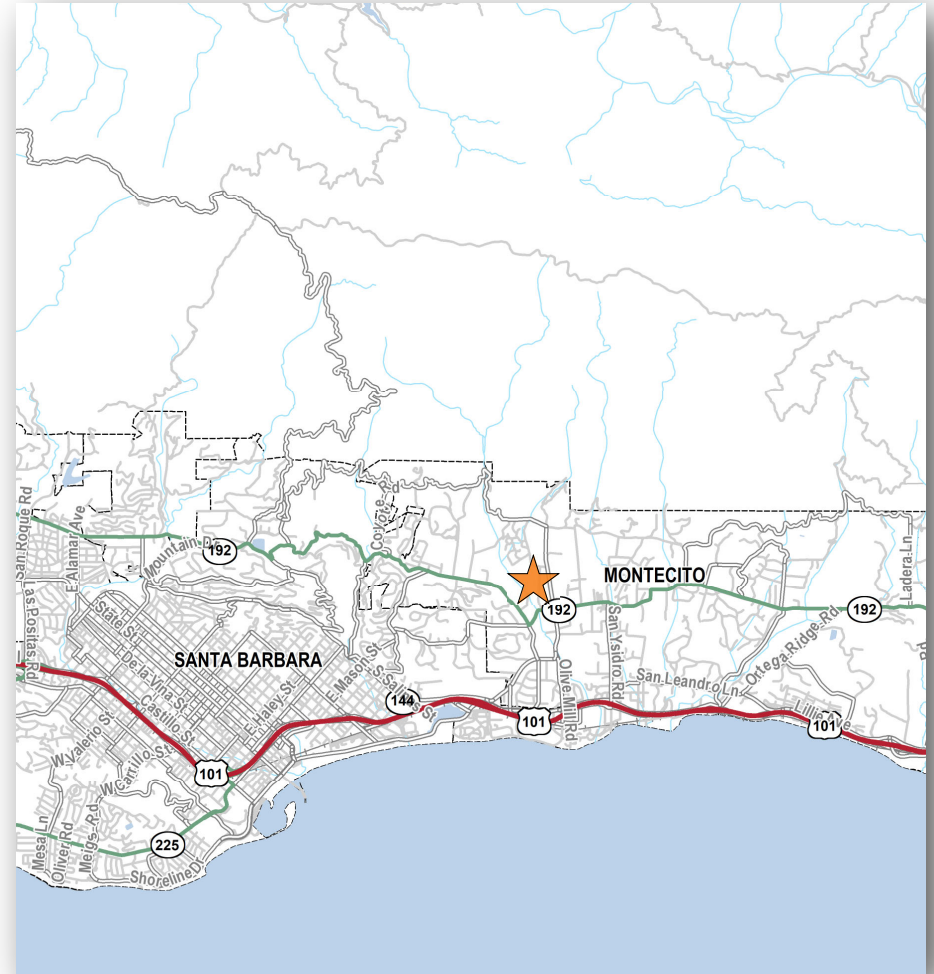 San Roque Rd
E Alamar Ave
Las Positas Rd
Mountain Dr
192
Coyote Rd
MONTECITO
192
192
Ladera Ln
State St
De la Vina St
Castillo St
SANTA BARBARA
E Haley St
E Mason St
S Salinas St
144
101
Olive Mill Rd
San Ysidro Rd
San Leandro Ln
Ortega Ridge Rd
Lillie Ave
101
Rd
W Valerio St
W Carrillo St
101
Mesa Ln
Oliver Rd
Meigs Rd
225
Shoreline D